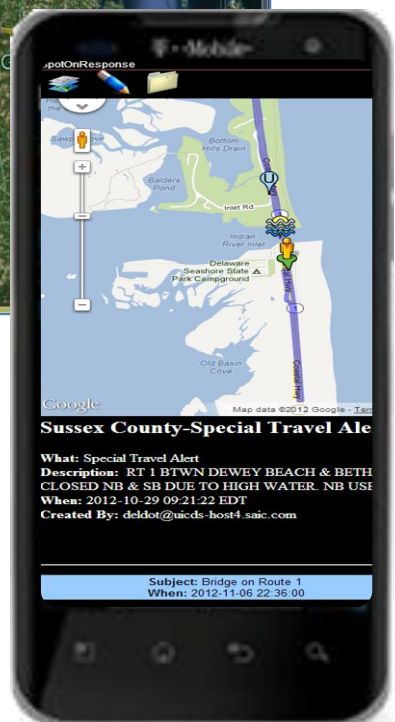 T··Mobile·
SpotOnResponse
Bottom
Hills Drain
Balders
Pond
Inlet Rd
U
Indian
River Inlet
Delaware
Seashore State
Park Campground
1
Old Basin
Cove
Coastal Hwy
Google
Map data ©2012 Google -
Sussex County-Special Travel Ale
What: Special Travel Alert
Description: RT 1 BTWN DEWEY BEACH & BETH
CLOSED NB & SB DUE TO HIGH WATER. NB USE
When: 2012-10-29 09:21:22 EDT
Created By: deldot@uicds-host4.saic.com
Subject: Bridge on Route 1
When: 2012-11-06 22:36:00